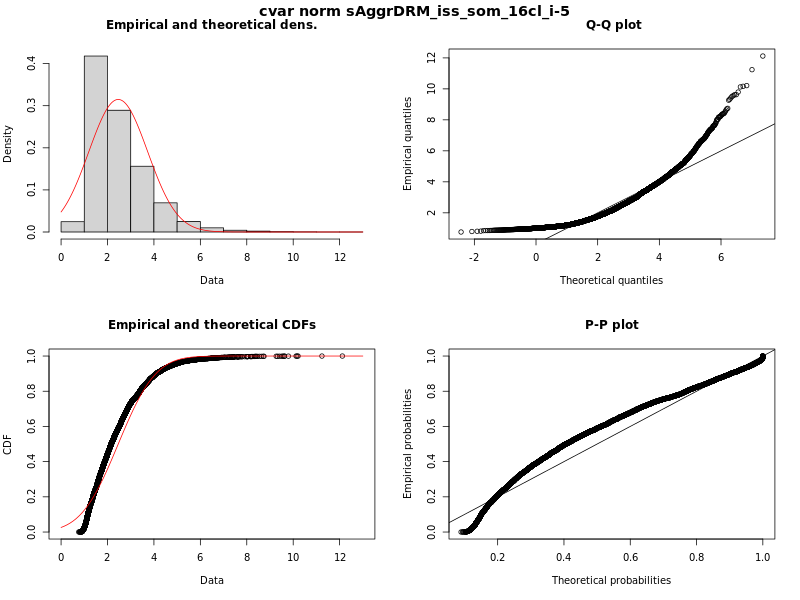 cvar norm sAggrDRM_iss_som_16cl_i-5
Empirical and theoretical dens.
Density
0.0 0.1 0.2 0.3 0.4
0 2 4 6 8 10 12
Data
Q-Q plot
Empirical quantiles
2 4 6 8 10 12
-2 0 2 4 6
Theoretical quantiles
Empirical and theoretical CDFs
CDF
0.0 0.2 0.4 0.6 0.8 1.0
0 2 4 6 8 10 12
Data
P-P plot
Empirical probabilities
0.0 0.2 0.4 0.6 0.8 1.0
0.2 0.4 0.6 0.8 1.0
Theoretical probabilities